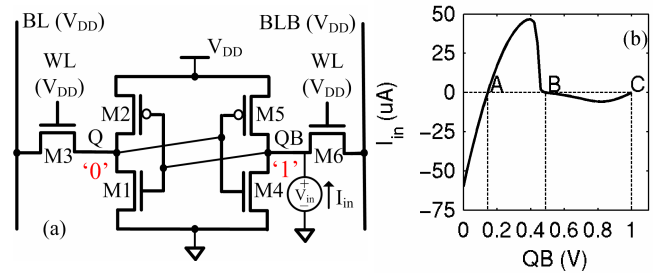 BL (VDD)
BLB (VDD)
VDD
WL
(VDD)
WL
(VDD)
M2
M5
Q
QB
M3
M6
'0'
'1'
M1
M4
Vin
+
−
Iin
(a)
(b)
50
25
0
-25
-50
-75
Iin (uA)
A
B
C
0 0.2 0.4 0.6 0.8 1
QB (V)